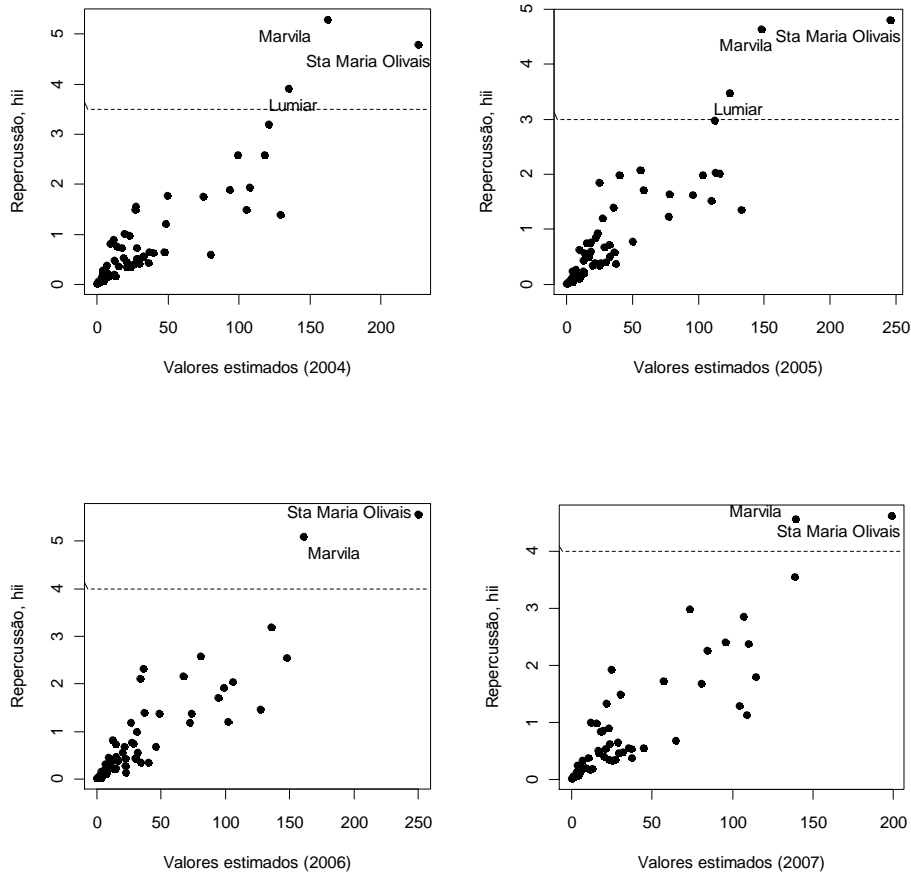 Repercussão, hii
5
4
3
2
1
0
Marvila
Sta Maria Olivais
Lumiar
0 50 100 150 200
Valores estimados (2004)
Repercussão, hii
5
4
3
2
1
0
Marvila
Sta Maria Olivais
Lumiar
0 50 100 150 200 250
Valores estimados (2005)
Repercussão, hii
5
4
3
2
1
0
Sta Maria Olivais
Marvila
0 50 100 150 200 250
Valores estimados (2006)
Repercussão, hii
4
3
2
1
0
Marvila
Sta Maria Olivais
0 50 100 150 200
Valores estimados (2007)